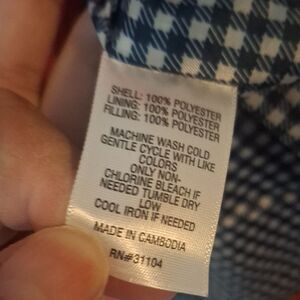 SHELL: 100% POLYESTER
LINING: 100% POLYESTER
FILLING: 100% POLYESTER
MACHINE WASH COLD
GENTLE CYCLE WITH LIKE
COLORS
ONLY NON-
CHLORINE BLEACH IF
NEEDED TUMBLE DRY
LOW
COOL IRON IF NEEDED
MADE IN CAMBODIA
RN#31104